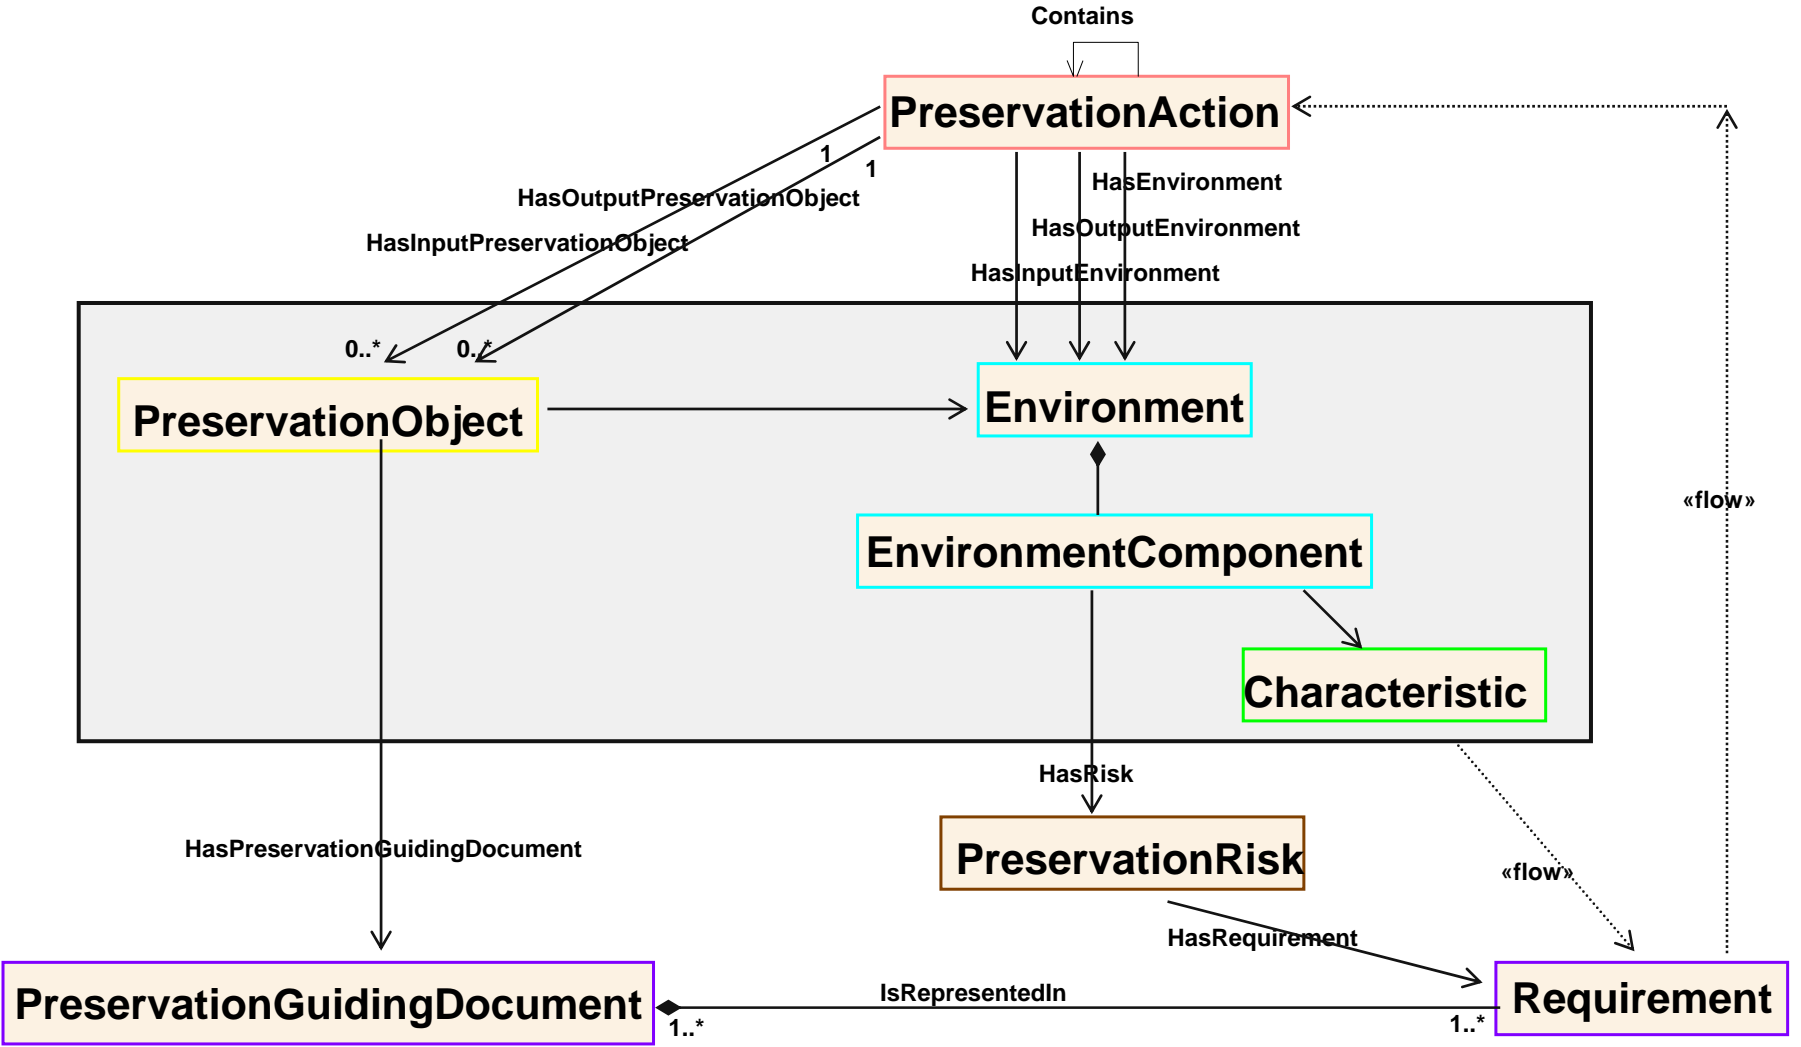 Contains
PreservationAction
1
1
HasEnvironment
HasOutputPreservationObject
HasOutputEnvironment
HasInputPreservationObject
HasInputEnvironment
0..*
0..*
PreservationObject
Environment
«flow»
EnvironmentComponent
Characteristic
HasRisk
HasPreservationGuidingDocument
PreservationRisk
«flow»
HasRequirement
PreservationGuidingDocument
IsRepresentedIn
Requirement
1..*
1..*